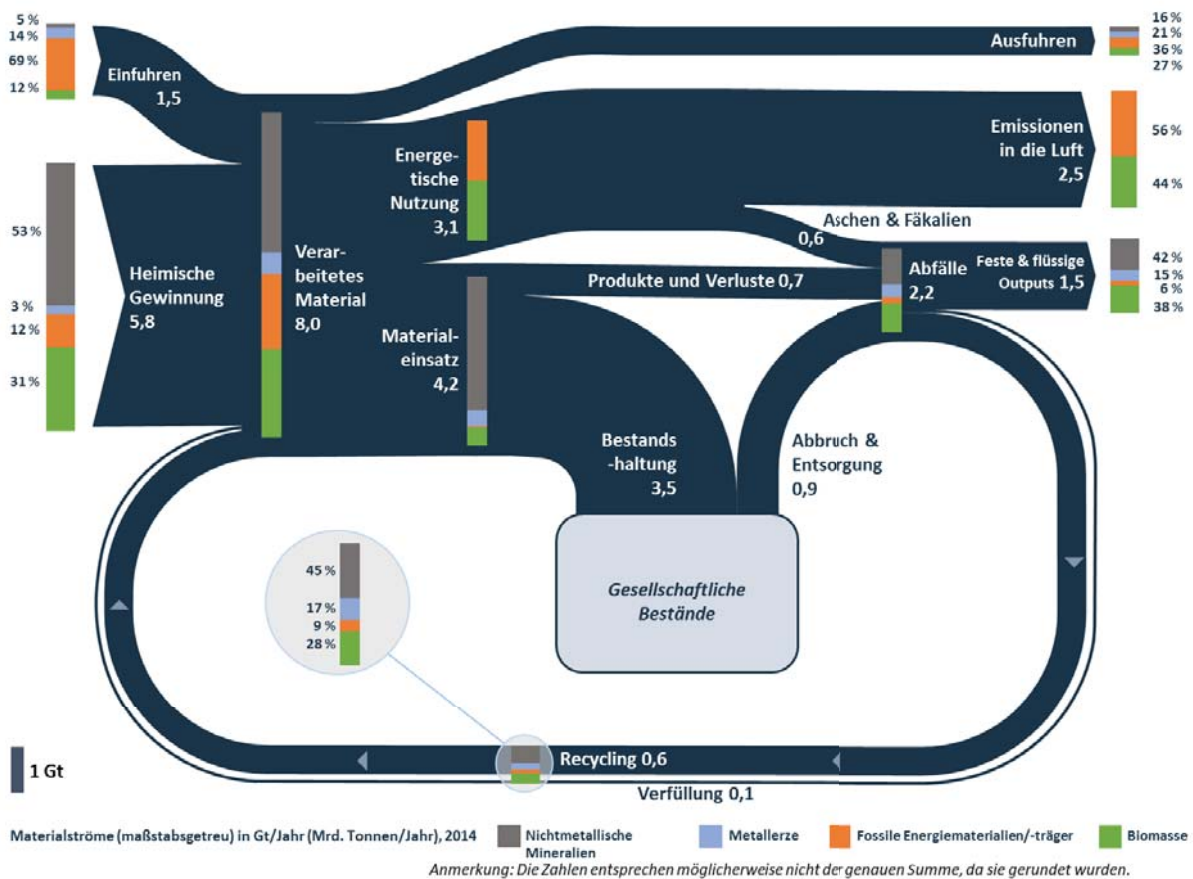 5 %
14 %
69 %
12 %
Einfuhren
1,5
53 %
3 %
12 %
31 %
Heimische
Gewinnung
5,8
Verar-
beitetes
Material
8,0
Energe-
tische
Nutzung
3,1
Material-
einsatz
4,2
Ausfuhren
16 %
21 %
36 %
27 %
Emissionen
in die Luft
2,5
56 %
44 %
Aschen & Fäkalien
0,6
Produkte und Verluste 0,7
Abfälle
2,2
Feste & flüssige
Outputs 1,5
42 %
15 %
6 %
38 %
Bestands
-haltung
3,5
Abbruch &
Entsorgung
0,9
Gesellschaftliche
Bestände
45 %
17 %
9 %
28 %
Recycling 0,6
Verfüllung 0,1
1 Gt
Materialströme (maßstabsgetreu) in Gt/Jahr (Mrd. Tonnen/Jahr), 2014
Nichtmetallische
Mineralien
Metallerze
Fossile Energiematerialien/-träger
Biomasse
Anmerkung: Die Zahlen entsprechen möglicherweise nicht der genauen Summe, da sie gerundet wurden.